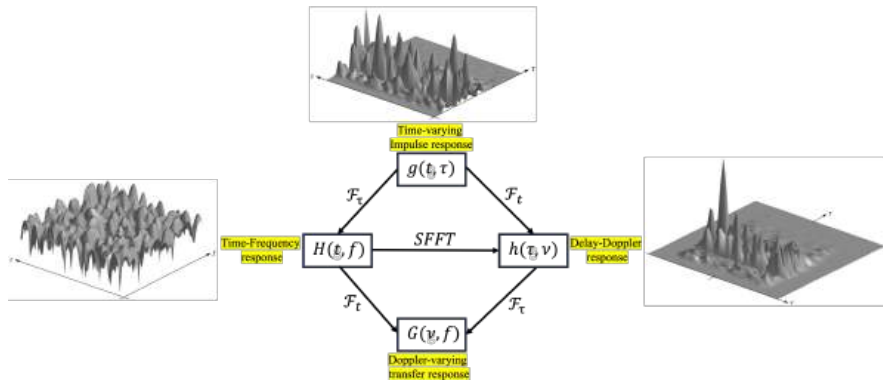 Time-varying
Impulse response
g(t,τ)
ℱτ
ℱt
Time-Frequency
response
H(t,f)
SFFT
h(τ,ν)
Delay-Doppler
response
ℱt
ℱτ
G(ν,f)
Doppler-varying
transfer response